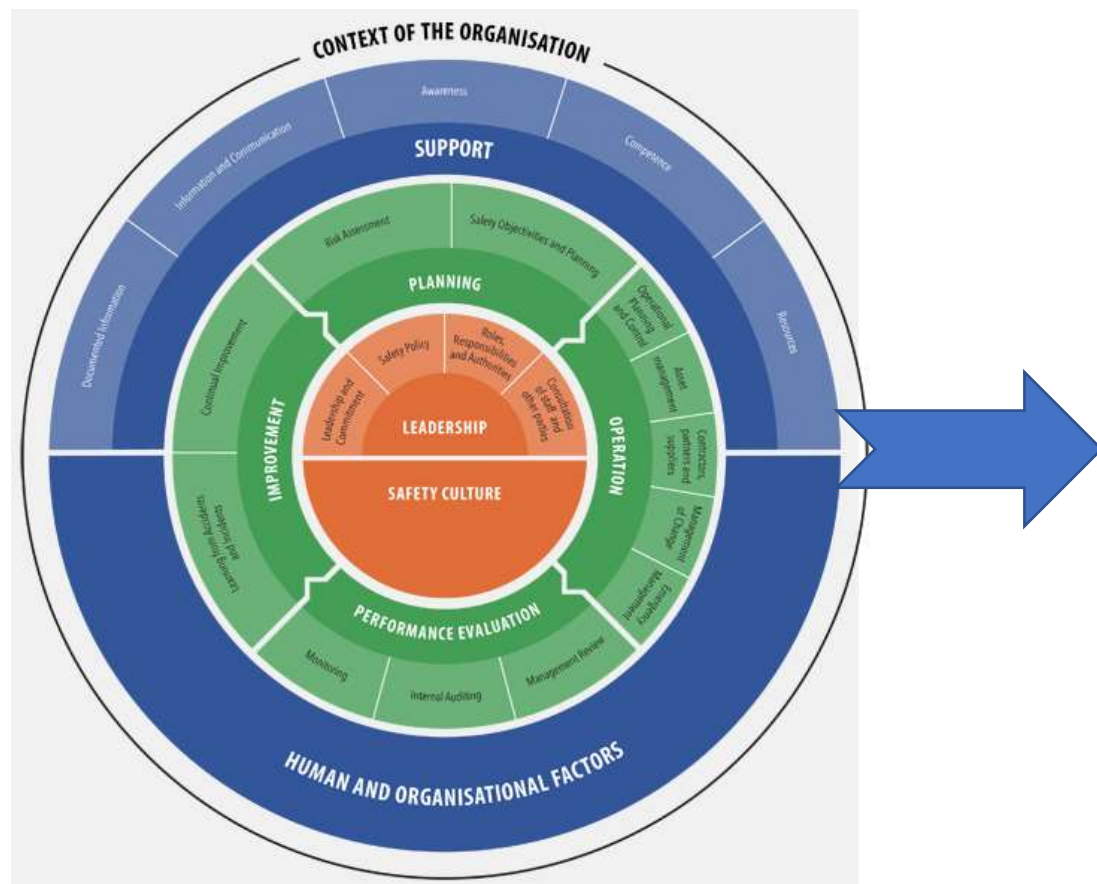 CONTEXT OF THE ORGANISATION
Documented Information
Information and Communication
Awareness
Competence
Resources
SUPPORT
Risk Assessment
Safety Objectivities and Planning
PLANNING
Operational
Planning
and Control
Asset
management
Contractors,
partners and
suppliers
Management
of Change
Emergency
Management
OPERATION
Continual Improvement
Learning from Accidents
and Incidents
IMPROVEMENT
Leadership and
Commitment
Safety Policy
Roles,
Responsibilities
and Authorities
Consultation
of staff and
other parties
LEADERSHIP
SAFETY CULTURE
PERFORMANCE EVALUATION
Monitoring
Internal Auditing
Management Review
HUMAN AND ORGANISATIONAL FACTORS